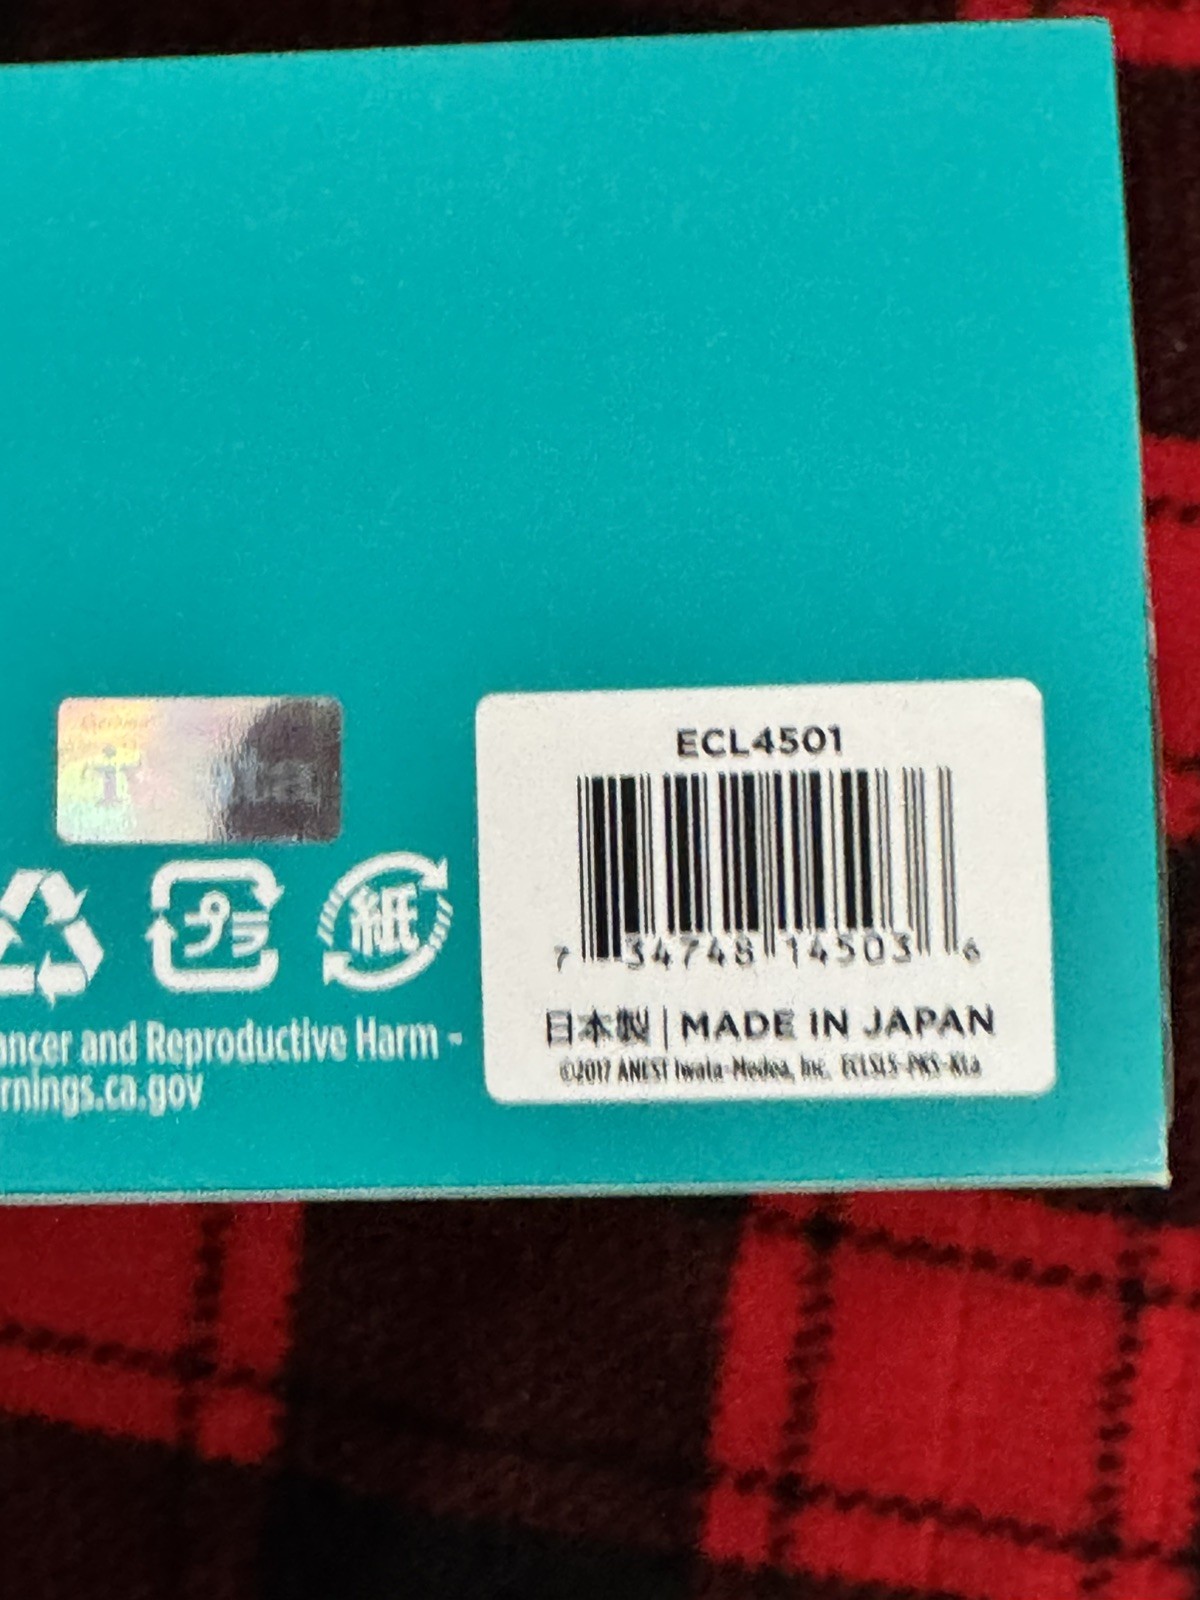 ECL4501
7 34748 14503 6
日本製 | MADE IN JAPAN
©2017 ANEST Iwata-Medea, Inc.
iwata
プラ
紙
ancer and Reproductive Harm -
rnings.ca.gov